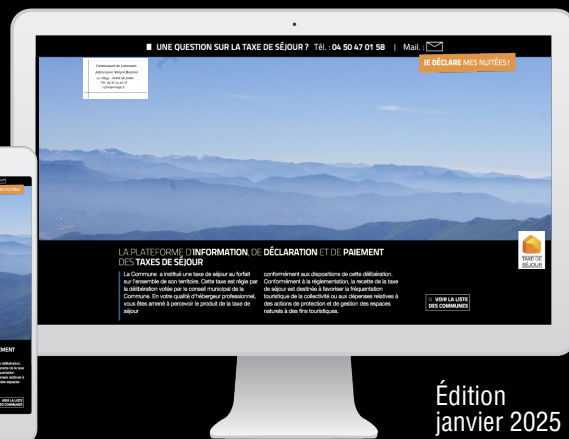 UNE QUESTION SUR LA TAXE DE SÉJOUR ? Tél. : 04 50 47 01 58 | Mail. :
JE DÉCLARE MES NUITÉES !
LA PLATEFORME D'INFORMATION, DE DÉCLARATION ET DE PAIEMENT
DES TAXES DE SÉJOUR
La Commune a institué une taxe de séjour au forfait
sur l'ensemble de son territoire. Cette taxe est régie par
la délibération votée par le conseil municipal de la
Commune. En votre qualité d'hébergeur professionnel,
vous êtes amené à percevoir le produit de la taxe de
séjour
conformément aux dispositions de cette délibération.
Conformément à la réglementation, la recette de la taxe
de séjour est destinée à favoriser la fréquentation
touristique de la collectivité ou aux dépenses relatives à
des actions de protection et de gestion des espaces
naturels à des fins touristiques.
TAXE DE
SÉJOUR
VOIR LA LISTE
DES COMMUNES
Édition
janvier 2025